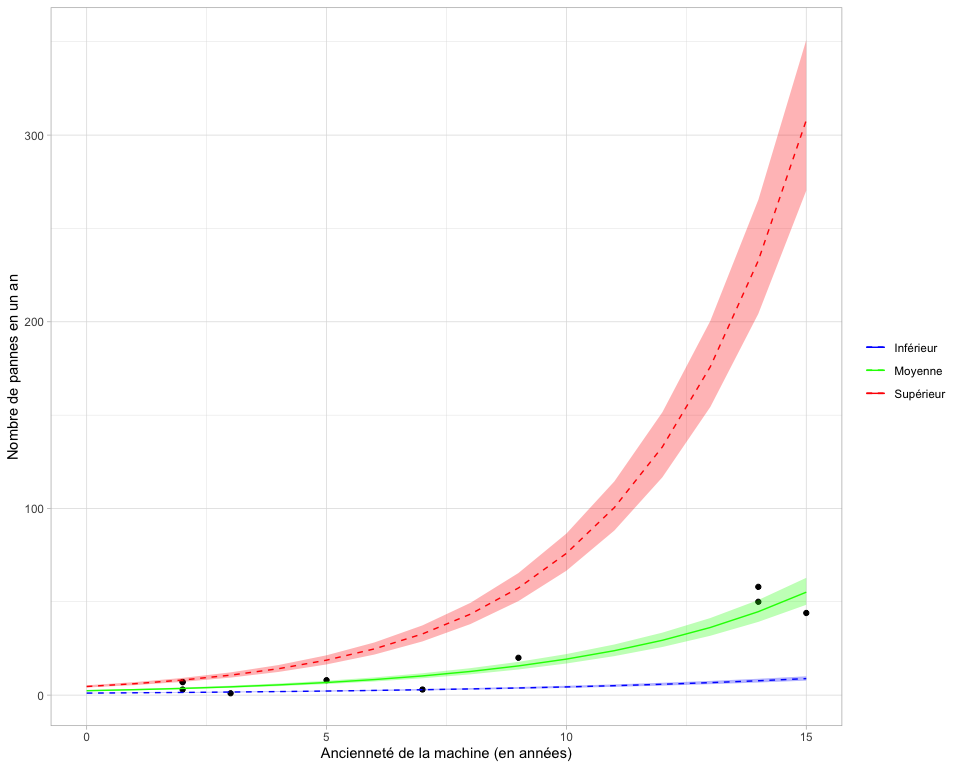 Nombre de pannes en un an
300
200
100
0
0
5
10
15
Ancienneté de la machine (en années)
Inférieur
Moyenne
Supérieur